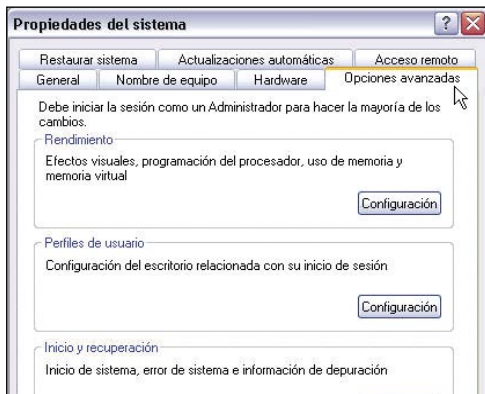 Propiedades del sistema
Restaurar sistema Actualizaciones automáticas Acceso remoto
General Nombre de equipo Hardware Opciones avanzadas
Debe iniciar la sesión como un Administrador para hacer la mayoría de los
cambios.
Rendimiento
Efectos visuales, programación del procesador, uso de memoria y
memoria virtual
Configuración
Perfiles de usuario
Configuración del escritorio relacionada con su inicio de sesión
Configuración
Inicio y recuperación
Inicio de sistema, error de sistema e información de depuración